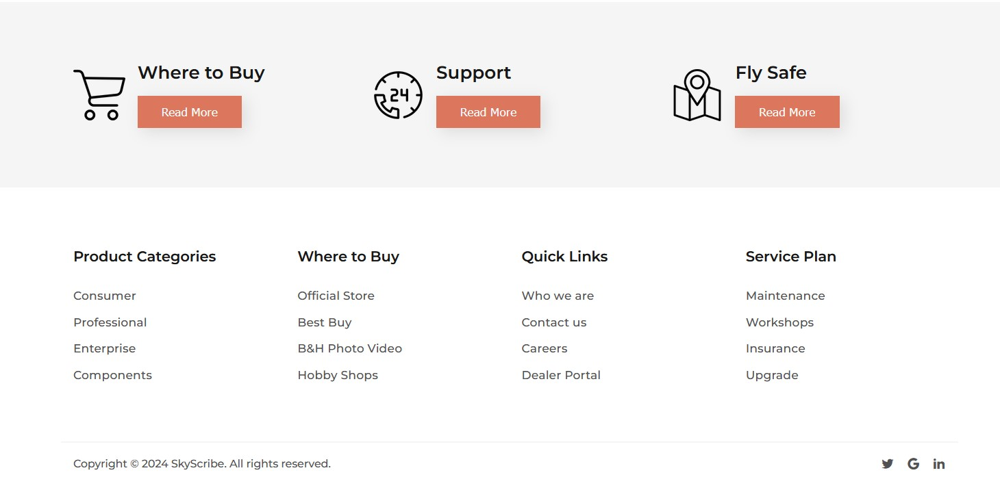 Where to Buy
Read More
24
Support
Read More
Fly Safe
Read More
Product Categories
Consumer
Professional
Enterprise
Components
Where to Buy
Official Store
Best Buy
B&H Photo Video
Hobby Shops
Quick Links
Who we are
Contact us
Careers
Dealer Portal
Service Plan
Maintenance
Workshops
Insurance
Upgrade
Copyright © 2024 SkyScribe. All rights reserved.